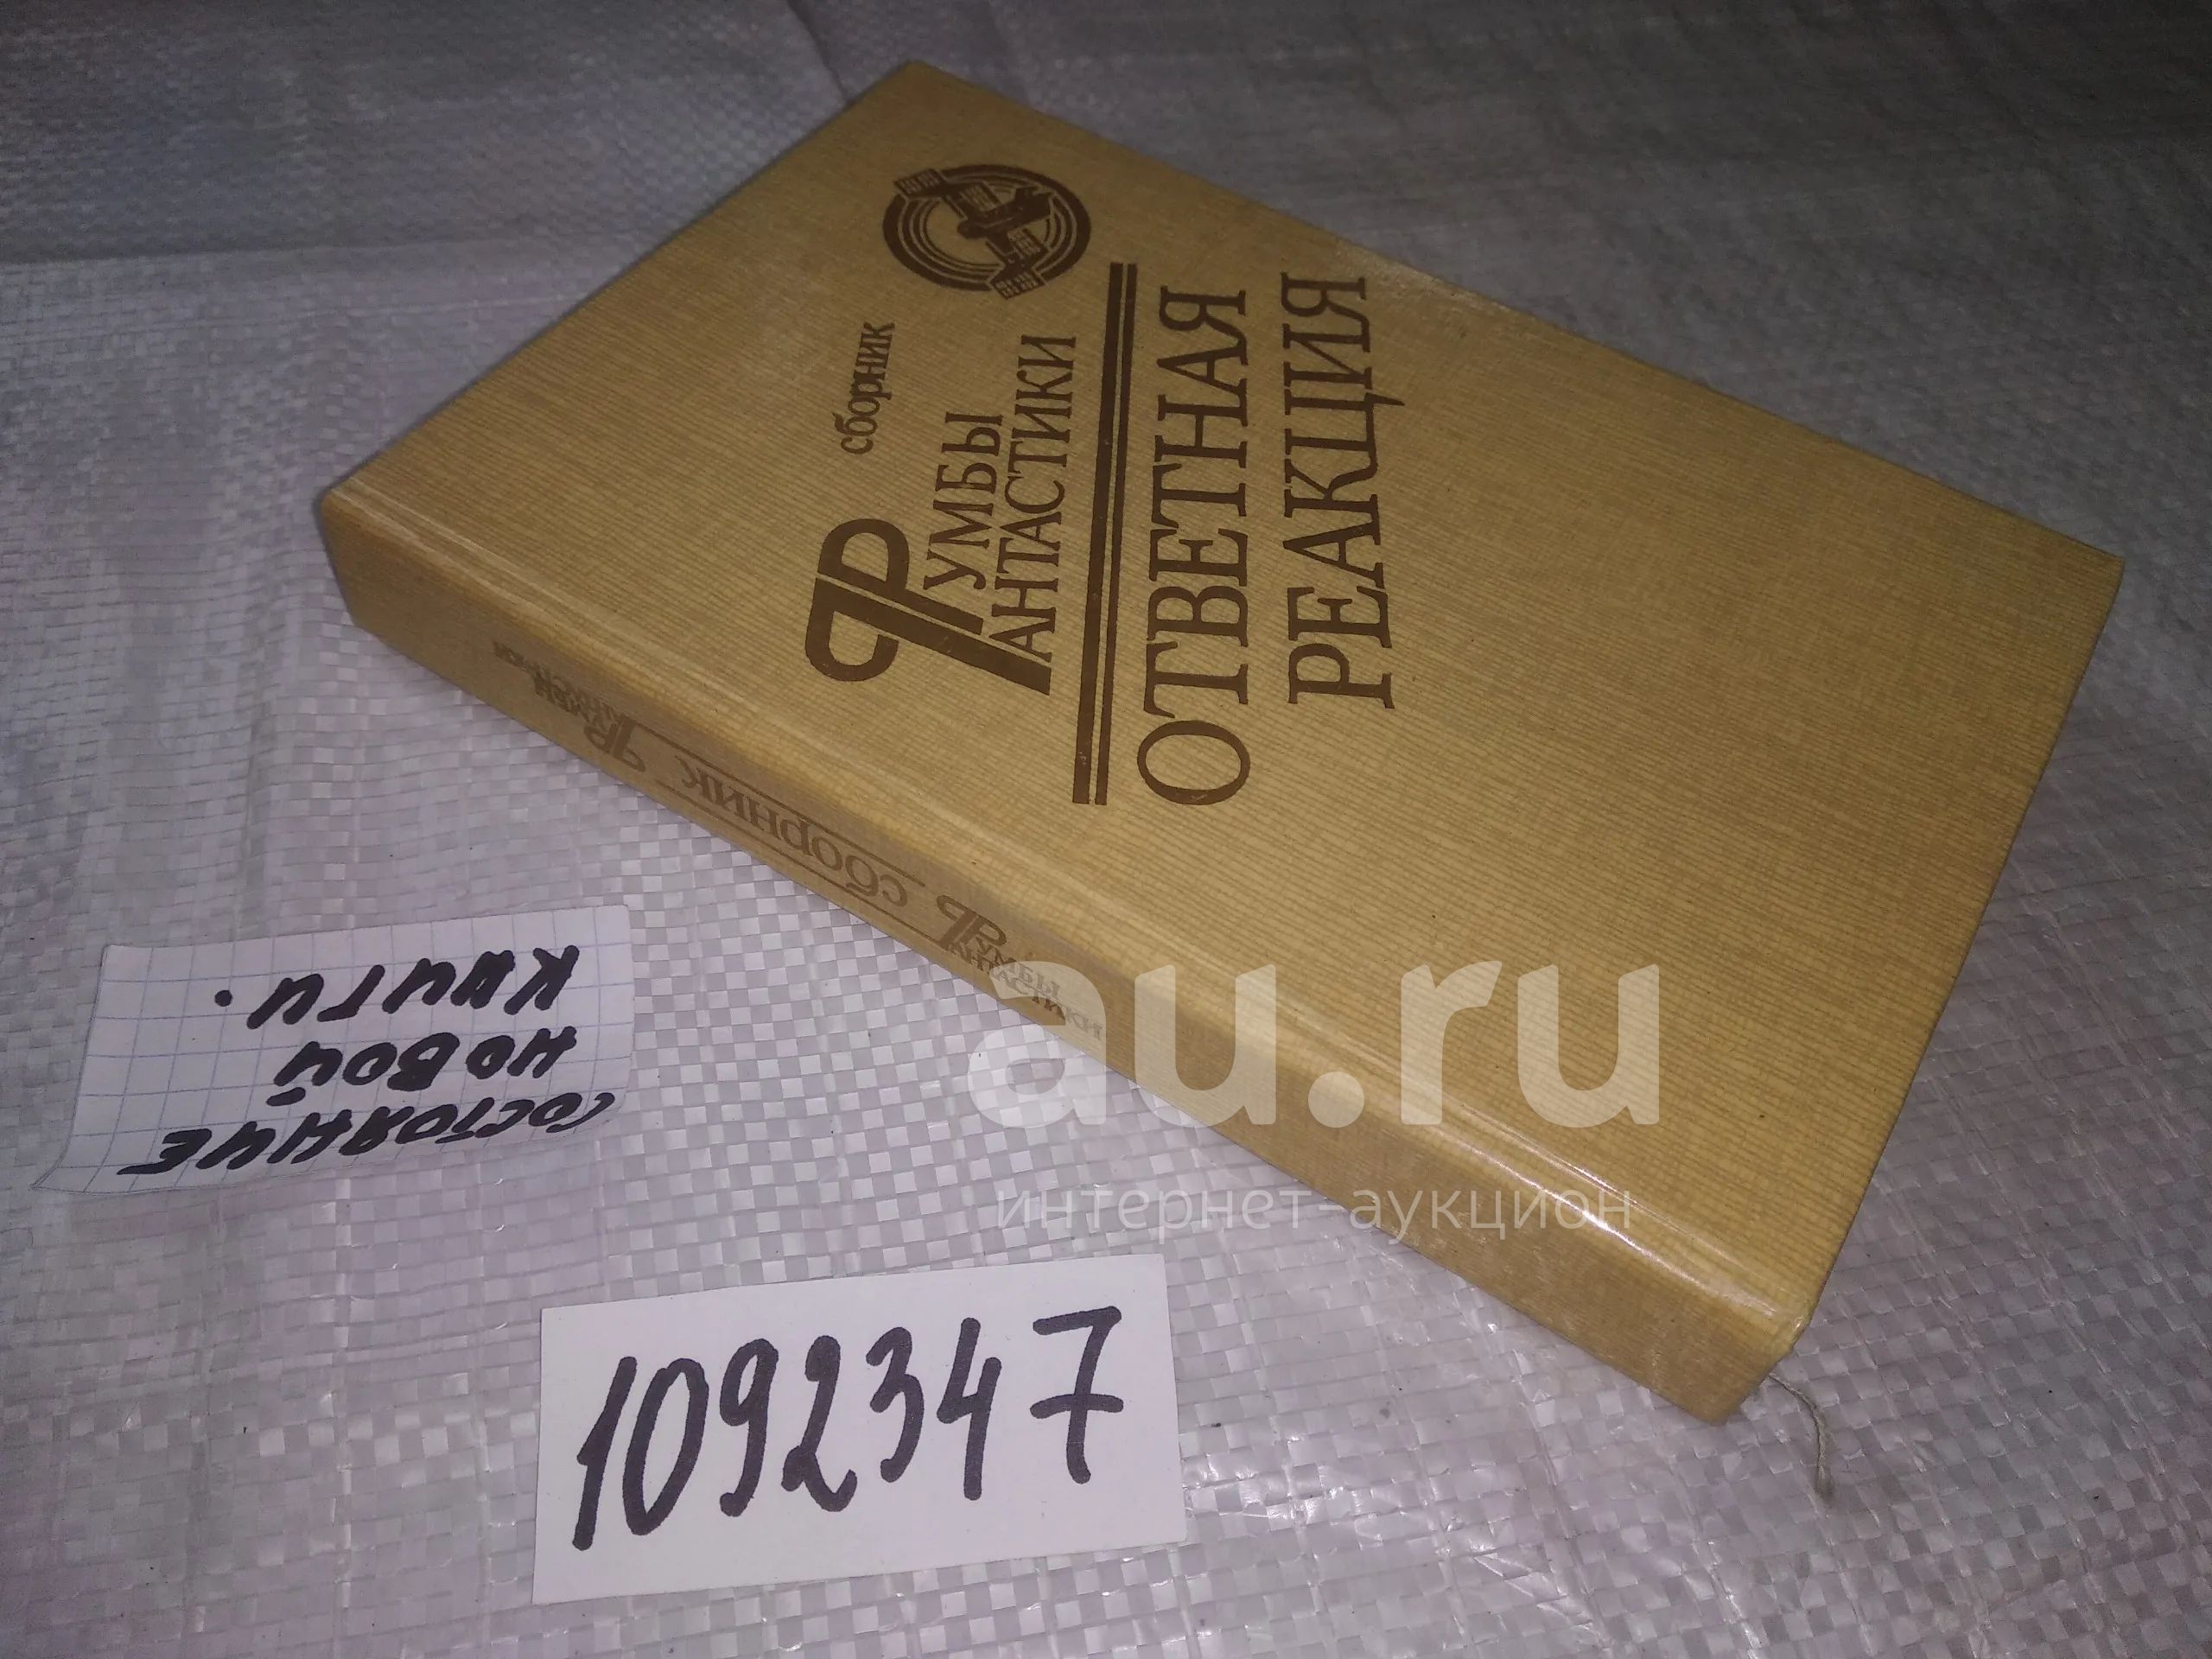 сборник
РУМБЫ
ФАНТАСТИКИ
ОТВЕТНАЯ
РЕАКЦИЯ
РУМБЫ
ФАНТАСТИКИ
сборник
РУМБЫ
ФАНТАСТИКИ
СОСТОЯНИЕ
НОВОЙ
КНИГИ.
au.ru
интернет-аукцион
1092347